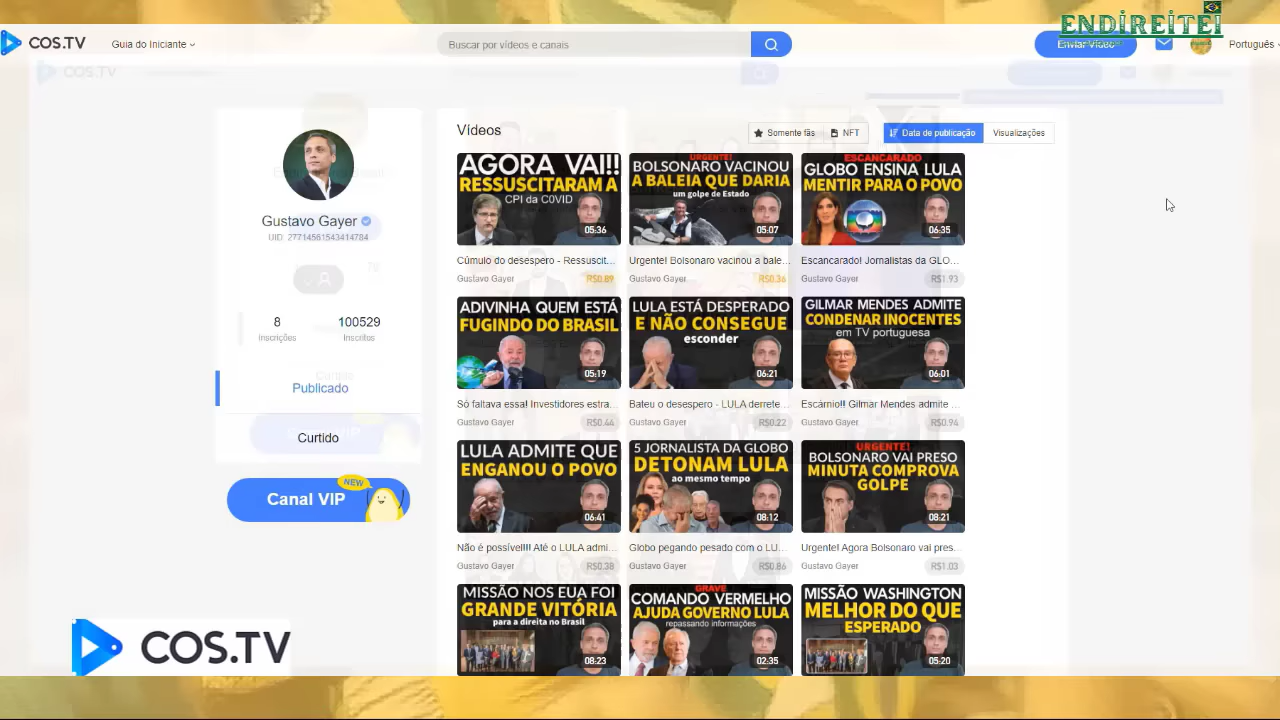 ENDIREITEI
COS.TV
Guia do Iniciante
Buscar por vídeos e canais
Enviar Vídeo
Português
COS.TV
Gustavo Gayer
UID: 27714561543414784
8
100529
Inscrições
Inscritos
Publicado
Curtido
NEW
Canal VIP
Vídeos
Somente fãs
NFT
Data de publicação
Visualizações
AGORA VAI!!
RESSUSCITARAM A
CPI da C0VID
05:36
Cúmulo do desespero - Ressuscit...
Gustavo Gayer
R$0.89
URGENTE!
BOLSONARO VACINOU
A BALEIA QUE DARIA
um golpe de Estado
05:07
Urgente! Bolsonaro vacinou a bale...
Gustavo Gayer
R$0.36
ESCANCARADO
GLOBO ENSINA LULA
MENTIR PARA O POVO
06:35
Escancarado! Jornalistas da GLO...
Gustavo Gayer
R$1.93
ADIVINHA QUEM ESTÁ
FUGINDO DO BRASIL
05:19
Só faltava essa! Investidores estra...
Gustavo Gayer
R$0.44
LULA ESTÁ DESPERADO
E NÃO CONSEGUE
esconder
06:21
Bateu o desespero - LULA derrete...
Gustavo Gayer
R$0.22
GILMAR MENDES ADMITE
CONDENAR INOCENTES
em TV portuguesa
06:01
Escárnio!! Gilmar Mendes admite ...
Gustavo Gayer
R$0.94
LULA ADMITE QUE
ENGANOU O POVO
06:41
Não é possível!!! Até o LULA admi...
Gustavo Gayer
R$0.38
5 JORNALISTA DA GLOBO
DETONAM LULA
ao mesmo tempo
08:12
Globo pegando pesado com o LU...
Gustavo Gayer
R$0.86
URGENTE!
BOLSONARO VAI PRESO
MINUTA COMPROVA
GOLPE
08:21
Urgente! Agora Bolsonaro vai pres...
Gustavo Gayer
R$1.03
MISSÃO NOS EUA FOI
GRANDE VITÓRIA
para a direita no Brasil
08:23
GRAVE
COMANDO VERMELHO
AJUDA GOVERNO LULA
repassando informações
02:35
MISSÃO WASHINGTON
MELHOR DO QUE
ESPERADO
05:20
COS.TV